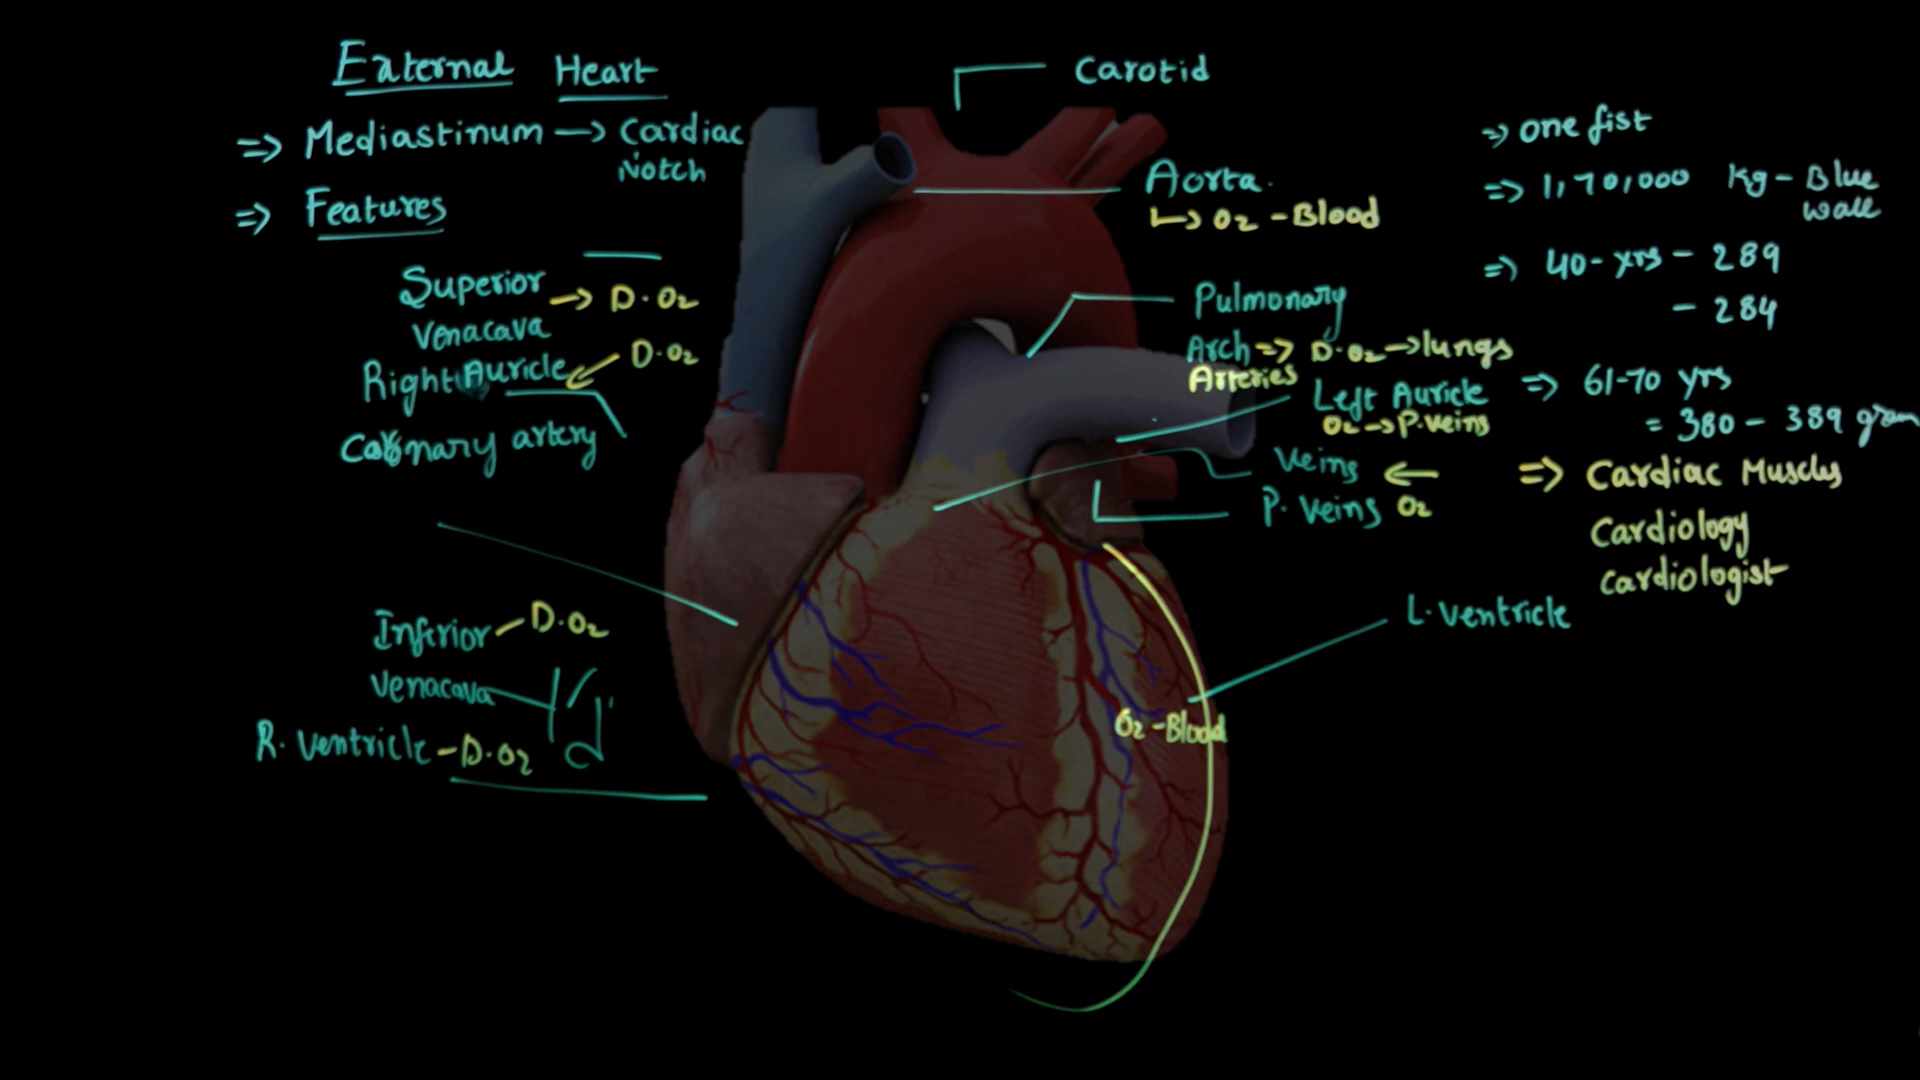 External Heart
⇒ Mediastinum → Cardiac
Notch
⇒ Features
Superior → D.O2
Venacava
Right Auricle D.O2
artery
Inferior - D.O2
Venacava
R. Ventricle - D.O2
Carotid
Aorta.
↳ O2 - Blood
Pulmonary
Arch ⇒ D.O2 → lungs
Arteries
Left Auricle
O2 → P.veins
Veins ←
P. Veins O2
L. Ventricle
O2 - Blood
⇒ one fist
⇒ 1,70,000 Kg - Blue
⇒ 40 - yrs - 289
- 284
⇒ 61-70 yrs
= 380 - 389 gram
⇒ Cardiac Muscles
Cardiology
Cardiologist